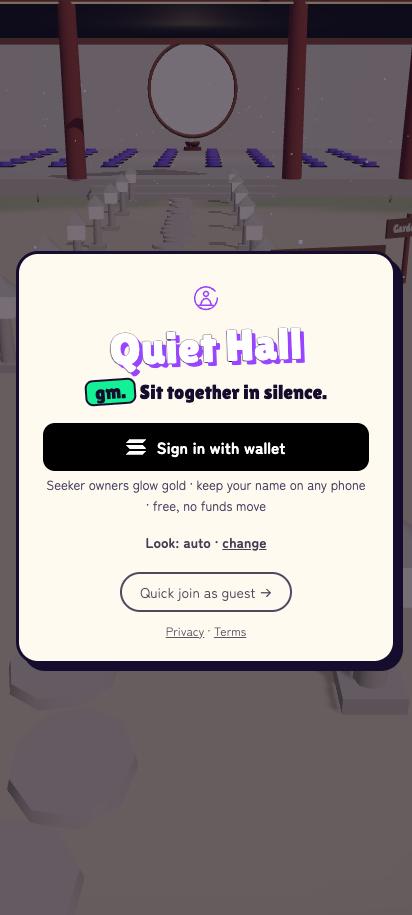 Quiet Hall
gm. Sit together in silence.
Sign in with wallet
Seeker owners glow gold · keep your name on any phone
· free, no funds move
Look: auto · change
Quick join as guest →
Privacy · Terms